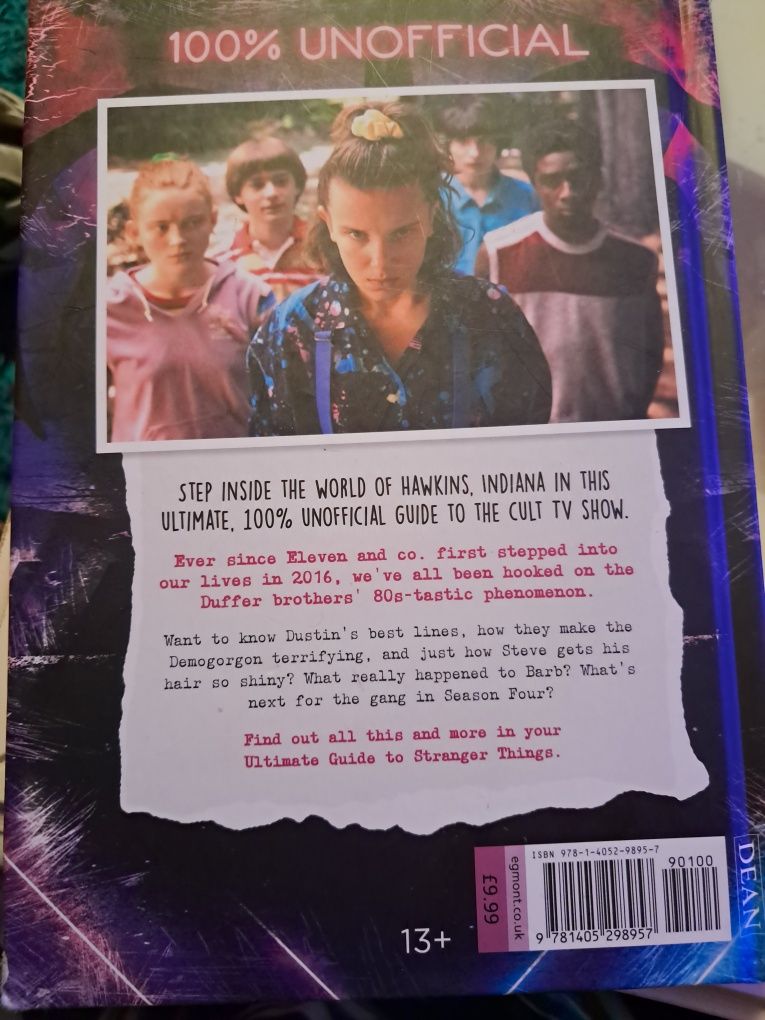 100% UNOFFICIAL
STEP INSIDE THE WORLD OF HAWKINS, INDIANA IN THIS
ULTIMATE, 100% UNOFFICIAL GUIDE TO THE CULT TV SHOW.
Ever since Eleven and co. first stepped into
our lives in 2016, we've all been hooked on the
Duffer brothers' 80s-tastic phenomenon.
Want to know Dustin's best lines, how they make the
Demogorgon terrifying, and just how Steve gets his
hair so shiny? What really happened to Barb? What's
next for the gang in Season Four?
Find out all this and more in your
Ultimate Guide to Stranger Things.
13+
£9.99
egmont.co.uk
ISBN 978-1-4052-9895-7
90100
9 781405 298957
DEAN